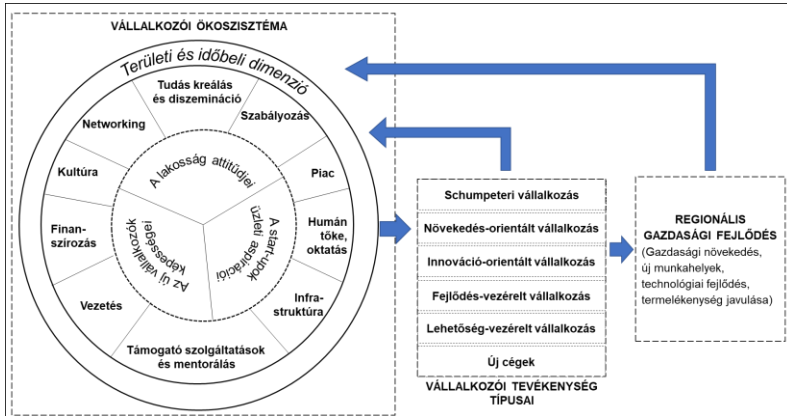 VÁLLALKOZÓI ÖKOSZISZTÉMA
Területi és időbeli dimenzió
Tudás kreálás
és diszemináció
Szabályozás
Piac
Humán
tőke,
oktatás
Infra-
struktúra
Támogató szolgáltatások
és mentorálás
Vezetés
Finan-
szírozás
Kultúra
Networking
A lakosság attitűdjei
A start-upok
üzleti aspirációi
Az új vállalkozók
képességei
Schumpeteri vállalkozás
Növekedés-orientált vállalkozás
Innováció-orientált vállalkozás
Fejlődés-vezérelt vállalkozás
Lehetőség-vezérelt vállalkozás
Új cégek
VÁLLALKOZÓI TEVÉKENYSÉG
TÍPUSAI
REGIONÁLIS
GAZDASÁGI FEJLŐDÉS
(Gazdasági növekedés,
új munkahelyek,
technológiai fejlődés,
termelékenység javulása)